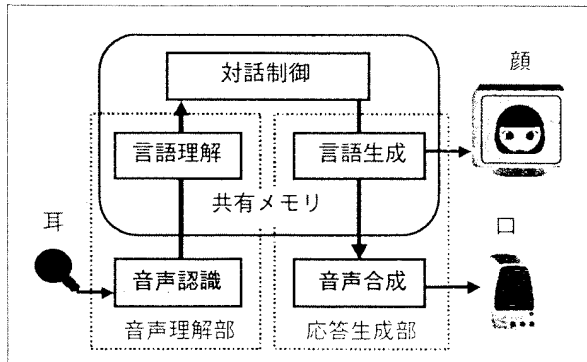 対話制御
顔
言語理解
言語生成
共有メモリ
耳
口
音声認識
音声合成
音声理解部
応答生成部